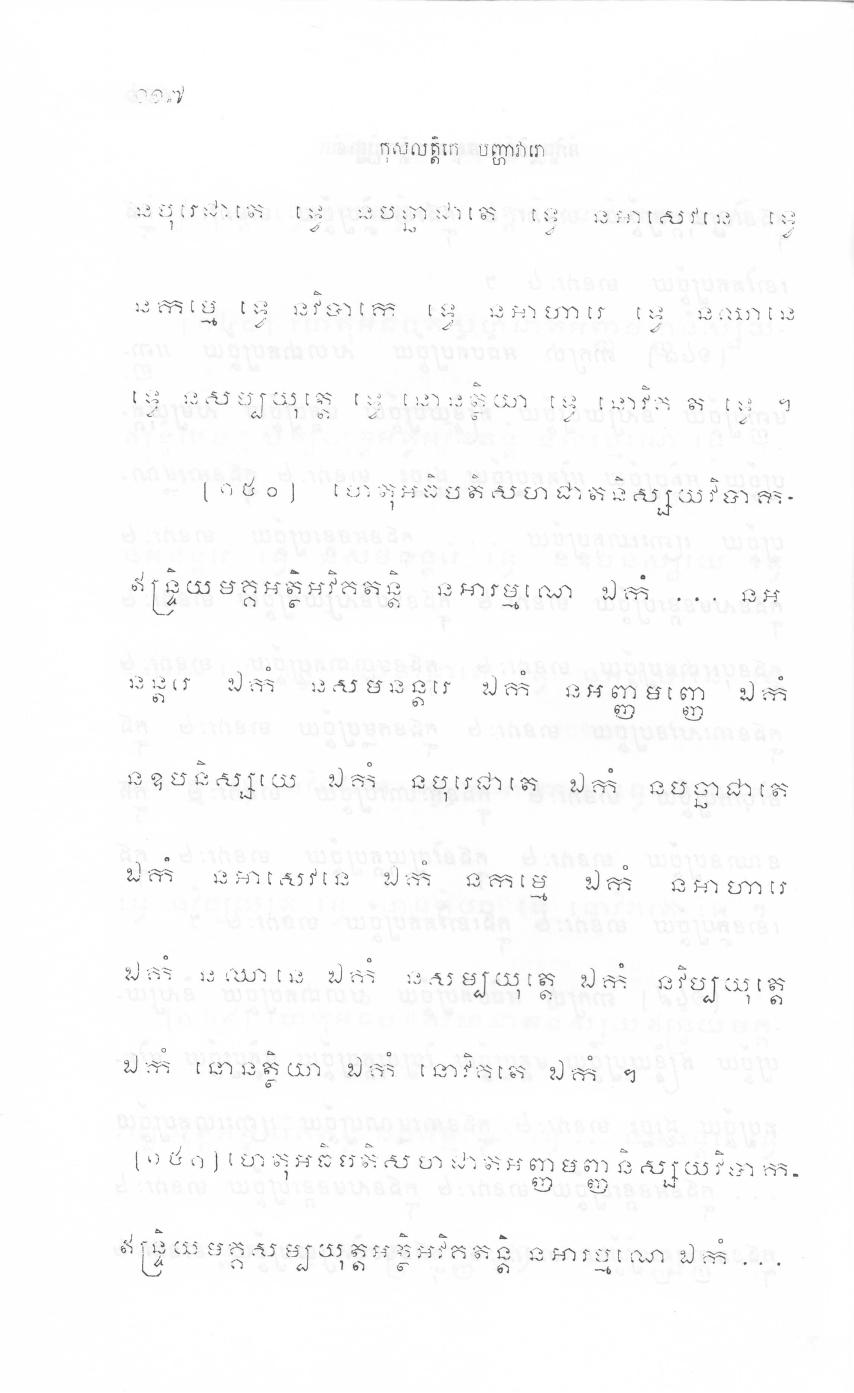 ១១៧
កុសលត្តិកេ បញ្ហាវារោ
នបុរេជាតេ ទ្វេ នបច្ឆាជាតេ ទ្វេ នអាសេវនេ ទ្វេ
នកម្មេ ទ្វេ នវិបាកេ ទ្វេ នអាហារេ ទ្វេ នឈានេ
ទ្វេ នសម្បយុត្តេ ទ្វេ នោនត្ថិយា ទ្វេ នោវិគតេ ទ្វេ ។
(១៥០) ហេតុអធិបតិសហជាតនិស្សយវិបាក-
ឥន្ទ្រិយមគ្គអត្ថិអវិគតន្តិ នអារម្មណេ ឯកំ ... នអ
នន្តរេ ឯកំ នសមនន្តរេ ឯកំ នអញ្ញមញ្ញេ ឯកំ
នឧបនិស្សយេ ឯកំ នបុរេជាតេ ឯកំ នបច្ឆាជាតេ
ឯកំ នអាសេវនេ ឯកំ នកម្មេ ឯកំ នអាហារេ
ឯកំ នឈានេ ឯកំ នសម្បយុត្តេ ឯកំ នវិប្បយុត្តេ
ឯកំ នោនត្ថិយា ឯកំ នោវិគតេ ឯកំ ។
(១៥១) ហេតុអធិបតិសហជាតអញ្ញមញ្ញនិស្សយវិបាក-
ឥន្ទ្រិយមគ្គសម្បយុត្តអត្ថិអវិគតន្តិ នអារម្មណេ ឯកំ ...